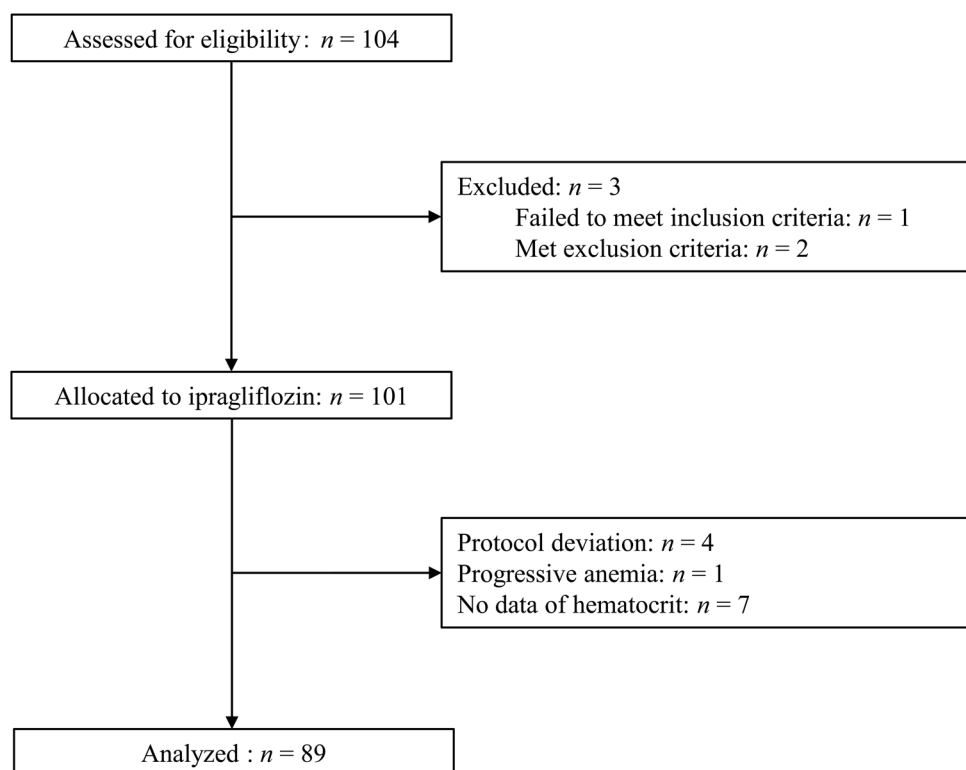 Assessed for eligibility: n = 104
Excluded: n = 3
Failed to meet inclusion criteria: n = 1
Met exclusion criteria: n = 2
Allocated to ipragliflozin: n = 101
Protocol deviation: n = 4
Progressive anemia: n = 1
No data of hematocrit: n = 7
Analyzed : n = 89